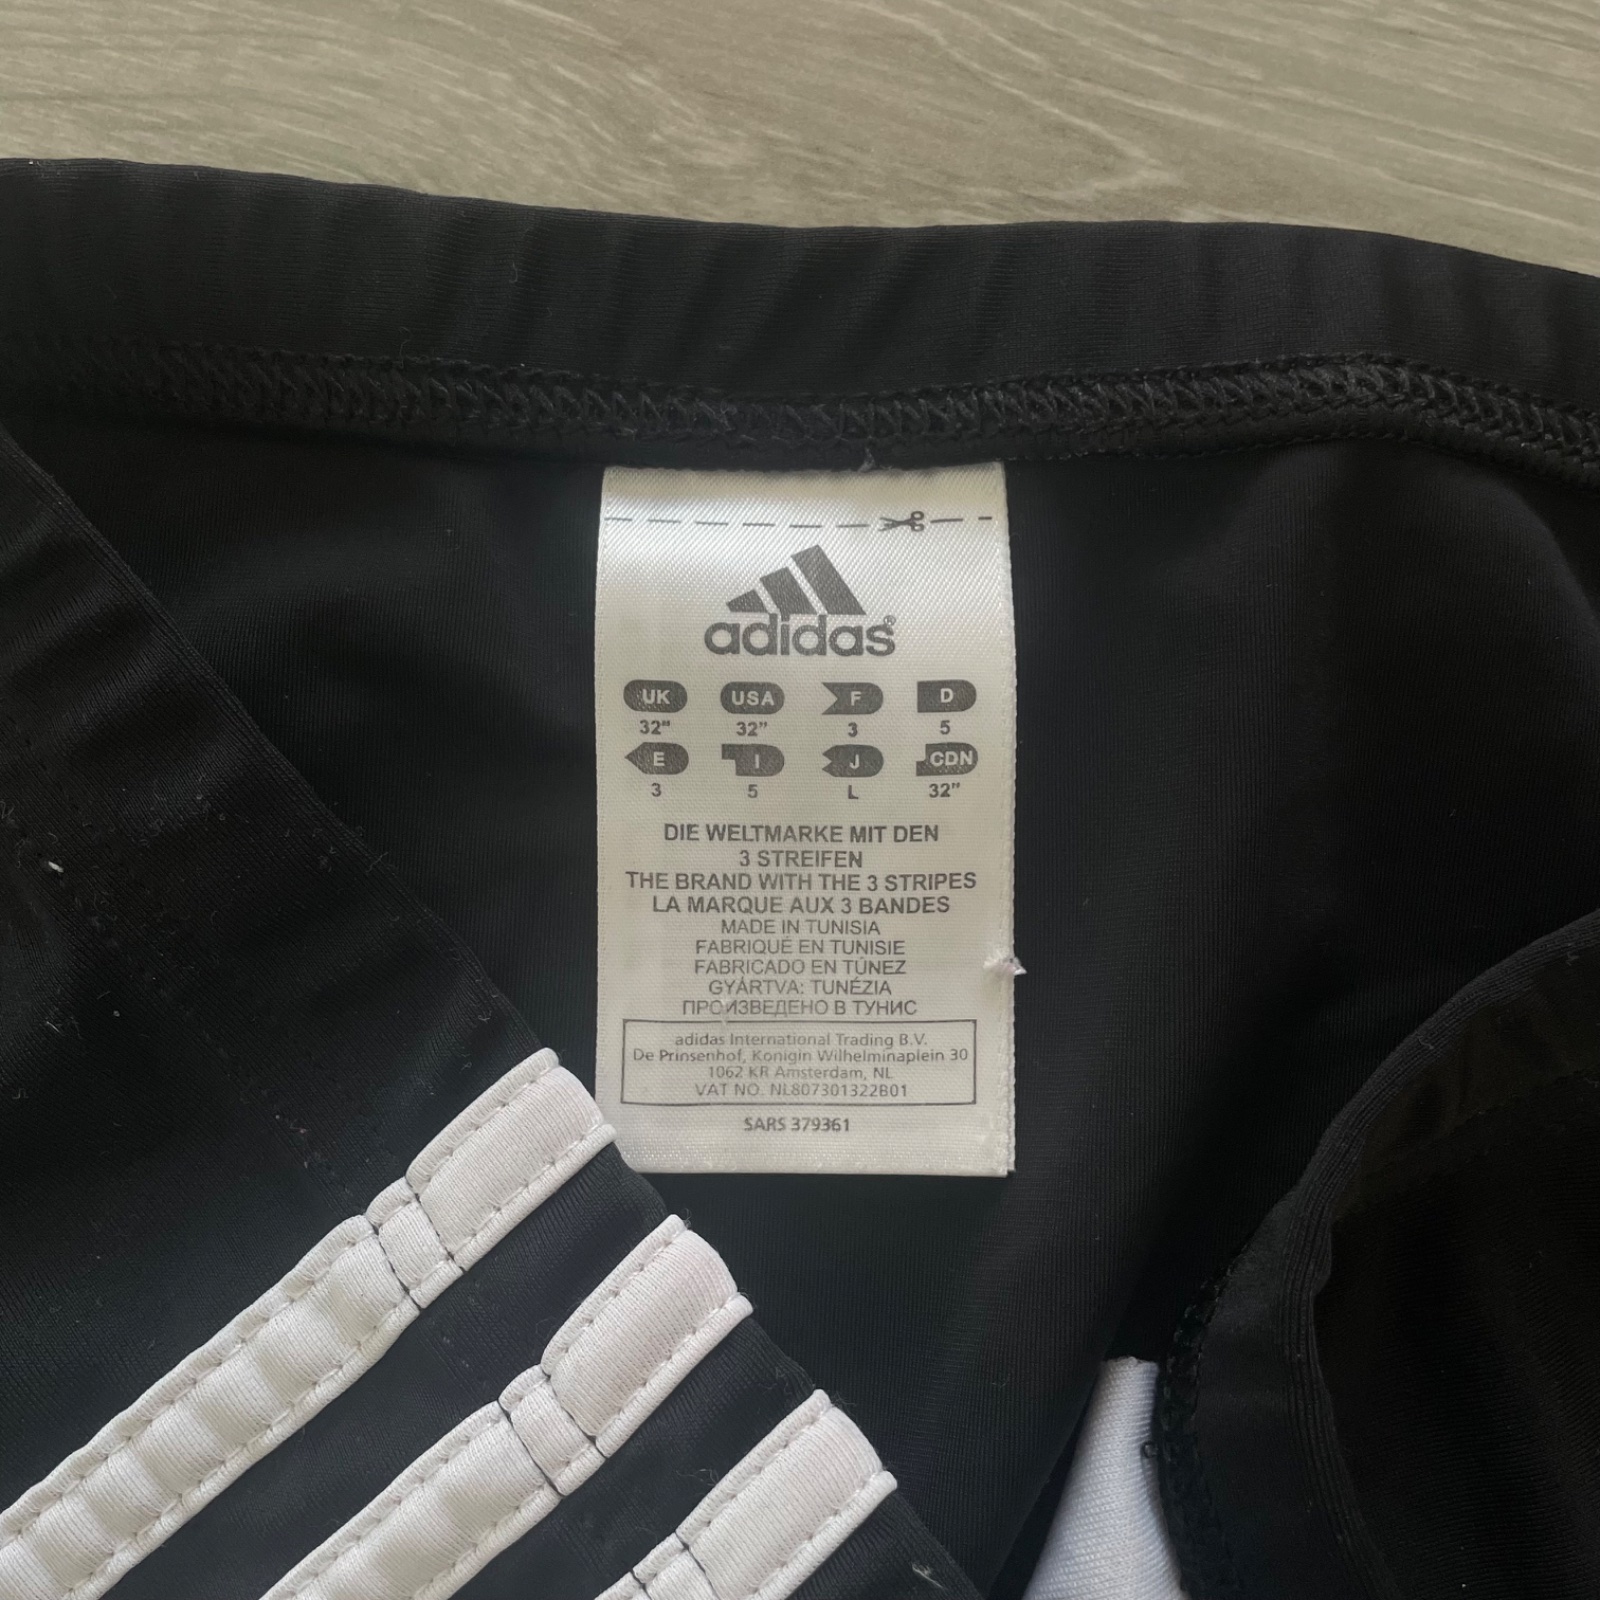 adidas®
UK USA F D
32" 32" 3 5
E I J CDN
3 5 L 32"
DIE WELTMARKE MIT DEN
3 STREIFEN
THE BRAND WITH THE 3 STRIPES
LA MARQUE AUX 3 BANDES
MADE IN TUNISIA
FABRIQUÉ EN TUNISIE
FABRICADO EN TÚNEZ
GYÁRTVA: TUNÉZIA
ПРОИЗВЕДЕНО В ТУНИС
adidas International Trading B.V.
De Prinsenhof, Konigin Wilhelminaplein 30
1062 KR Amsterdam, NL
VAT NO. NL807301322B01
SARS 379361